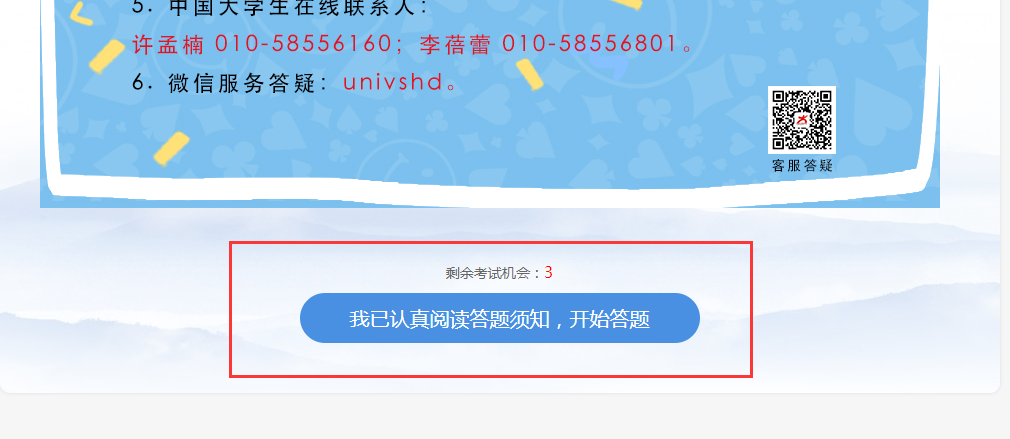 5. 中国大学生在线联系人：
许孟楠 010-58556160；李蓓蕾 010-58556801。
6. 微信服务答疑：univshd。
客服答疑
剩余考试机会：3
我已认真阅读答题须知，开始答题